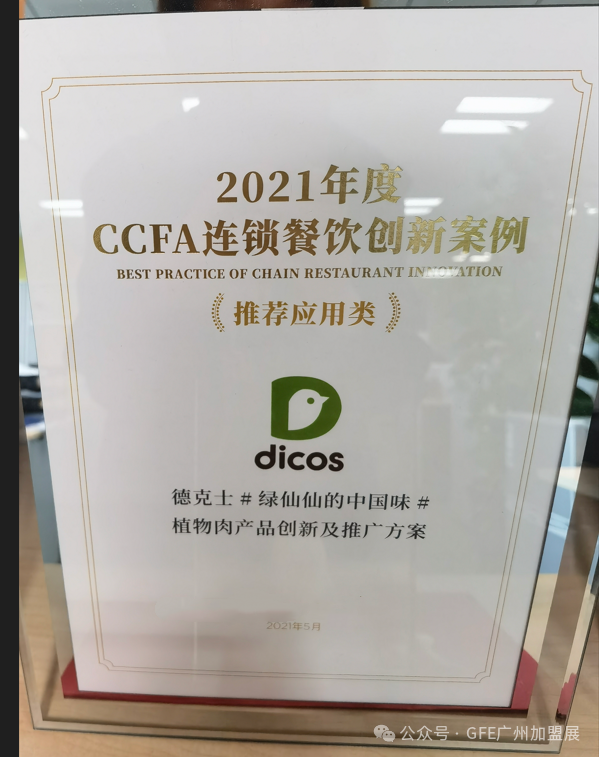 2021年度
CCFA连锁餐饮创新案例
BEST PRACTICE OF CHAIN RESTAURANT INNOVATION
推荐应用类
dicos
德克士 # 绿仙仙的中国味 #
植物肉产品创新及推广方案
2021年5月
公众号 · GFE广州加盟展